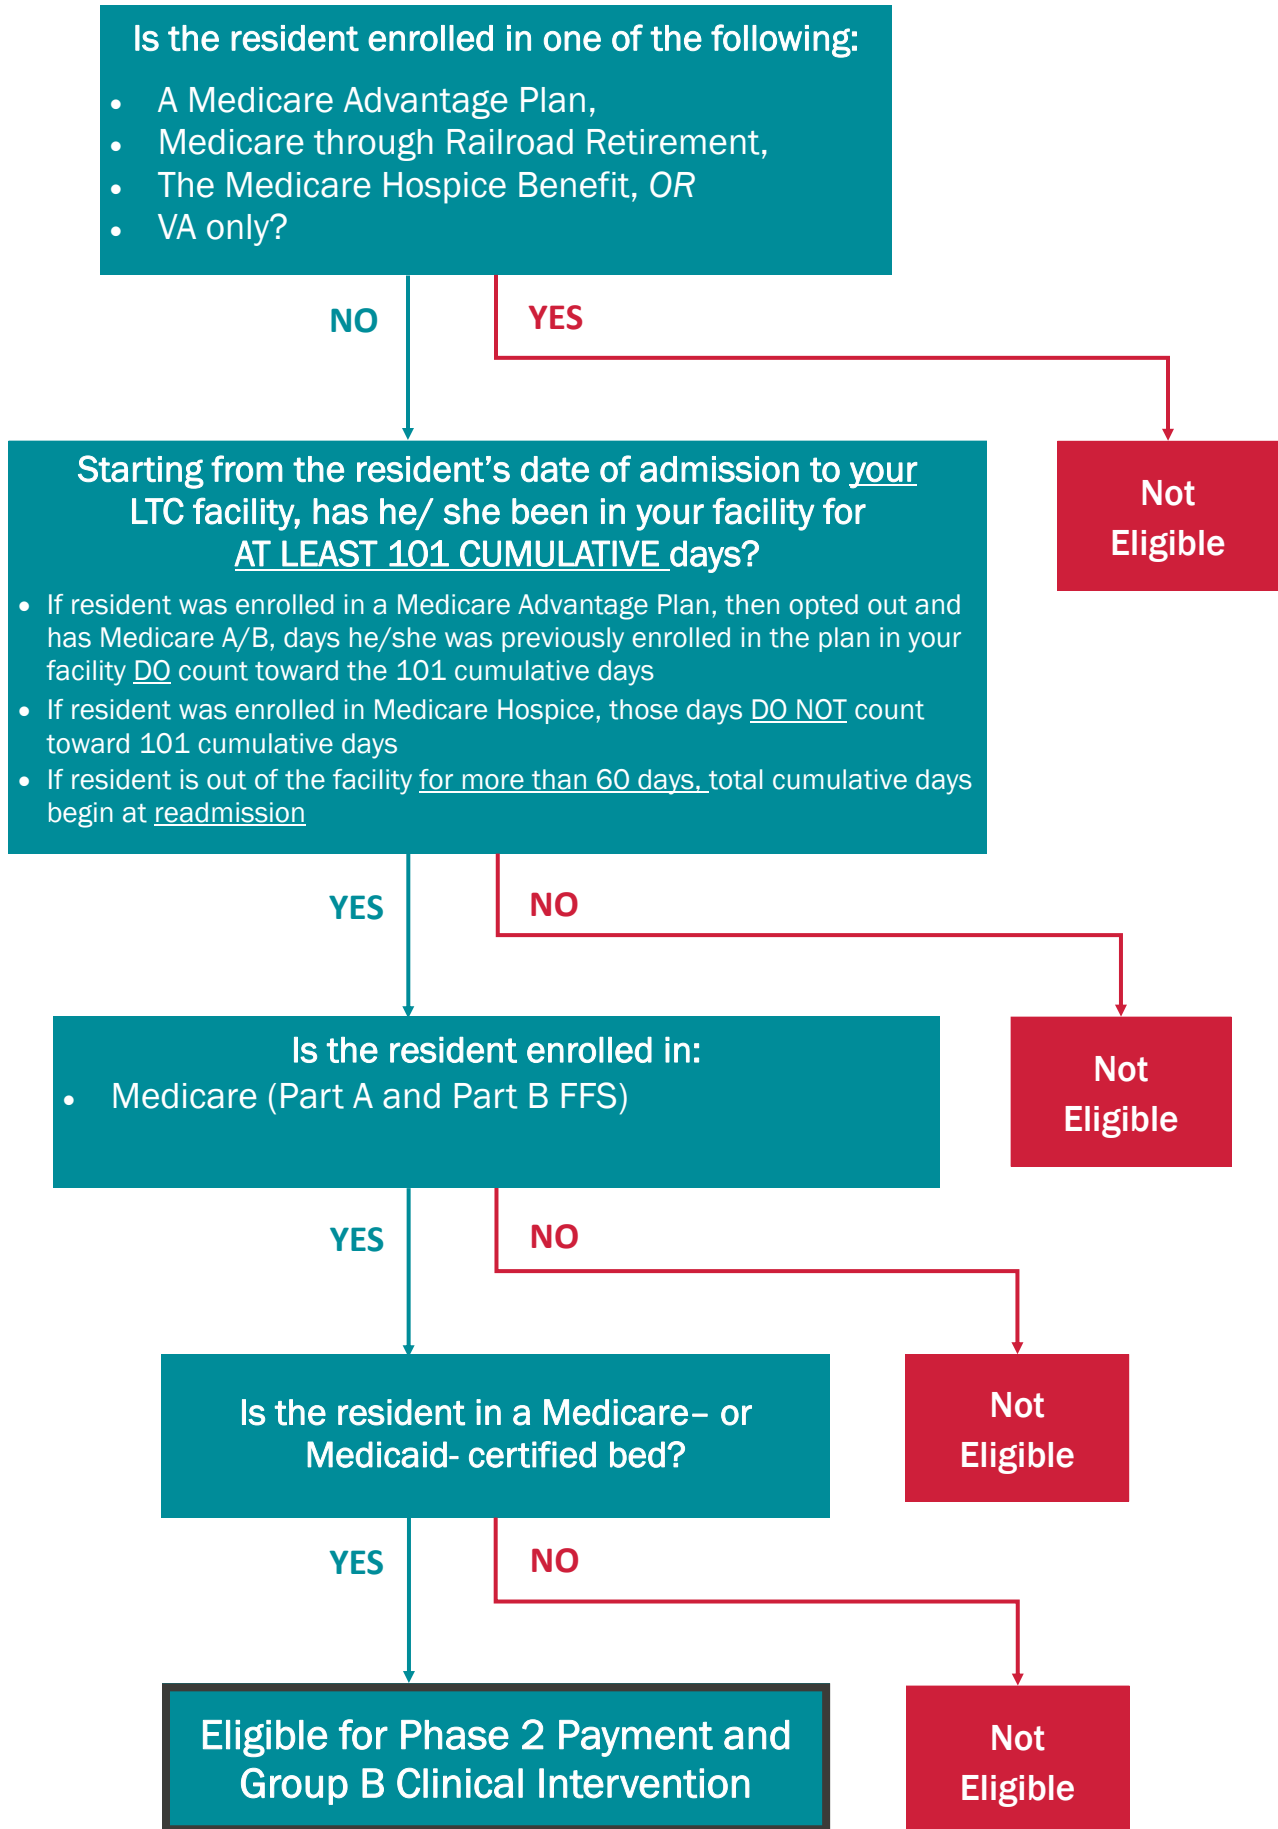 Is the resident enrolled in one of the following:
• A Medicare Advantage Plan,
• Medicare through Railroad Retirement,
• The Medicare Hospice Benefit, OR
• VA only?
NO
YES
Not
Eligible
Starting from the resident’s date of admission to your
LTC facility, has he/ she been in your facility for
AT LEAST 101 CUMULATIVE days?
• If resident was enrolled in a Medicare Advantage Plan, then opted out and
has Medicare A/B, days he/she was previously enrolled in the plan in your
facility DO count toward the 101 cumulative days
• If resident was enrolled in Medicare Hospice, those days DO NOT count
toward 101 cumulative days
• If resident is out of the facility for more than 60 days, total cumulative days
begin at readmission
YES
NO
Not
Eligible
Is the resident enrolled in:
• Medicare (Part A and Part B FFS)
YES
NO
Not
Eligible
Is the resident in a Medicare– or
Medicaid- certified bed?
YES
NO
Not
Eligible
Eligible for Phase 2 Payment and
Group B Clinical Intervention